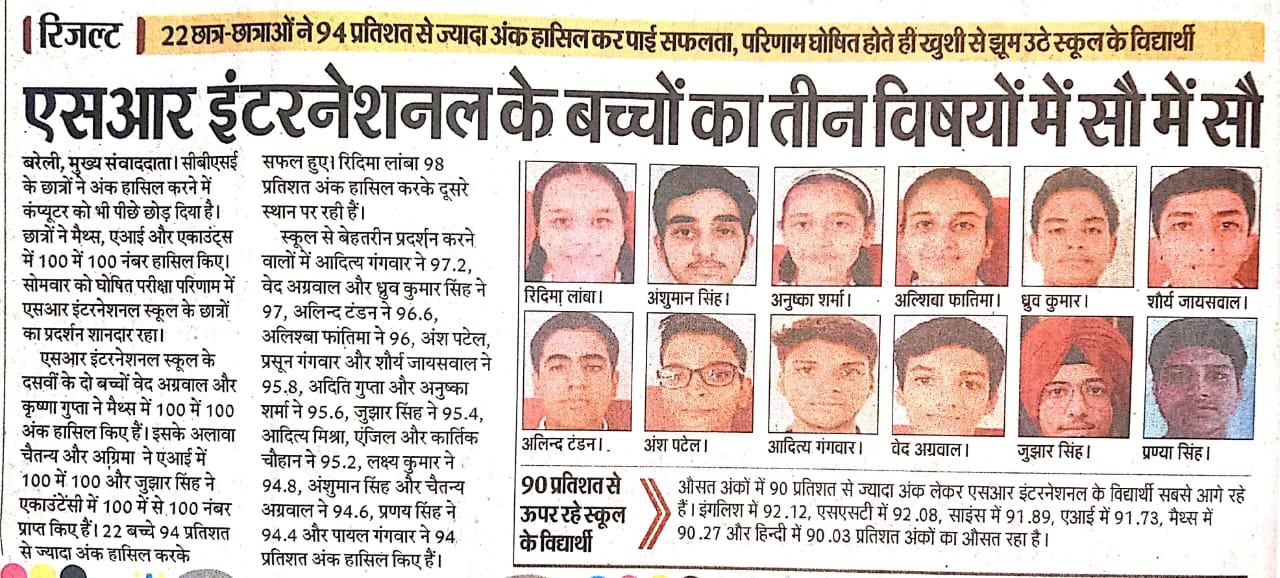 रिजल्ट
22 छात्र-छात्राओं ने 94 प्रतिशत से ज्यादा अंक हासिल कर पाई सफलता, परिणाम घोषित होते ही खुशी से झूम उठे स्कूल के विद्यार्थी
एसआर इंटरनेशनल के बच्चों का तीन विषयों में सौ में सौ
बरेली, मुख्य संवाददाता। सीबीएसई
के छात्रों ने अंक हासिल करने में
कंप्यूटर को भी पीछे छोड़ दिया है।
छात्रों ने मैथ्स, एआई और एकाउंट्स
में 100 में 100 नंबर हासिल किए।
सोमवार को घोषित परीक्षा परिणाम में
एसआर इंटरनेशनल स्कूल के छात्रों
का प्रदर्शन शानदार रहा।
एसआर इंटरनेशनल स्कूल के
दसवीं के दो बच्चों वेद अग्रवाल और
कृष्णा गुप्ता ने मैथ्स में 100 में 100
अंक हासिल किए हैं। इसके अलावा
चैतन्य और अग्रिमा ने एआई में
100 में 100 और जुझार सिंह ने
एकाउंटेंसी में 100 में से 100 नंबर
प्राप्त किए हैं। 22 बच्चे 94 प्रतिशत
से ज्यादा अंक हासिल करके
सफल हुए। रिदिमा लांबा 98
प्रतिशत अंक हासिल करके दूसरे
स्थान पर रही हैं।
स्कूल से बेहतरीन प्रदर्शन करने
वालों में आदित्य गंगवार ने 97.2,
वेद अग्रवाल और ध्रुव कुमार सिंह ने
97, अलिन्द टंडन ने 96.6,
अलिश्बा फांतिमा ने 96, अंश पटेल,
प्रसून गंगवार और शौर्य जायसवाल ने
95.8, अदिति गुप्ता और अनुष्का
शर्मा ने 95.6, जुझार सिंह ने 95.4,
आदित्य मिश्रा, एंजिल और कार्तिक
चौहान ने 95.2, लक्ष्य कुमार ने
94.8, अंशुमान सिंह और चैतन्य
अग्रवाल ने 94.6, प्रणय सिंह ने
94.4 और पायल गंगवार ने 94
प्रतिशत अंक हासिल किए हैं।
रिदिमा लांबा। अंशुमान सिंह। अनुष्का शर्मा। अल्शिबा फातिमा। ध्रुव कुमार। शौर्य जायसवाल।
अलिन्द टंडन। अंश पटेल। आदित्य गंगवार। वेद अग्रवाल। जुझार सिंह। प्रण्या सिंह।
90 प्रतिशत से
ऊपर रहे स्कूल
के विद्यार्थी
औसत अंकों में 90 प्रतिशत से ज्यादा अंक लेकर एसआर इंटरनेशनल के विद्यार्थी सबसे आगे रहे
हैं। इंगलिश में 92.12, एसएसटी में 92.08, साइंस में 91.89, एआई में 91.73, मैथ्स में
90.27 और हिन्दी में 90.03 प्रतिशत अंकों का औसत रहा है।